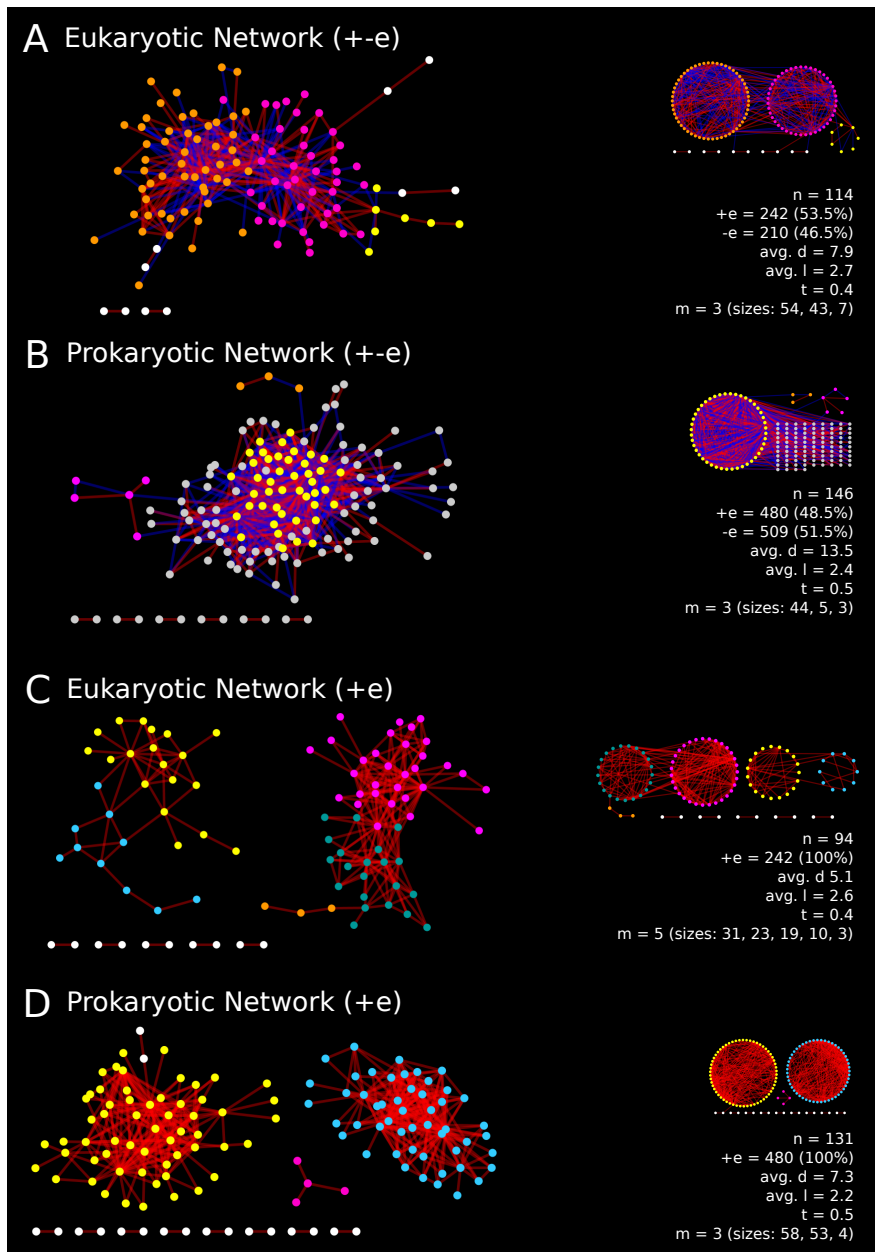 A Eukaryotic Network (+-e)
n = 114
+e = 242 (53.5%)
-e = 210 (46.5%)
avg. d = 7.9
avg. l = 2.7
t = 0.4
m = 3 (sizes: 54, 43, 7)
B Prokaryotic Network (+-e)
n = 146
+e = 480 (48.5%)
-e = 509 (51.5%)
avg. d = 13.5
avg. l = 2.4
t = 0.5
m = 3 (sizes: 44, 5, 3)
C Eukaryotic Network (+e)
n = 94
+e = 242 (100%)
avg. d 5.1
avg. l = 2.6
t = 0.4
m = 5 (sizes: 31, 23, 19, 10, 3)
D Prokaryotic Network (+e)
n = 131
+e = 480 (100%)
avg. d = 7.3
avg. l = 2.2
t = 0.5
m = 3 (sizes: 58, 53, 4)